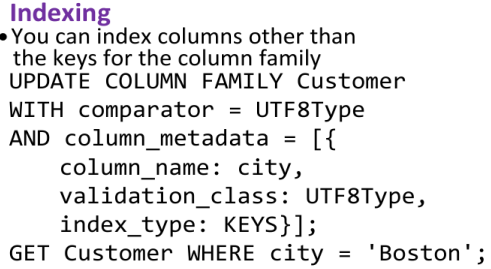 Indexing
• You can index columns other than
the keys for the column family
UPDATE COLUMN FAMILY Customer
WITH comparator = UTF8Type
AND column_metadata = [{
column_name: city,
validation_class: UTF8Type,
index_type: KEYS}];
GET Customer WHERE city = 'Boston';